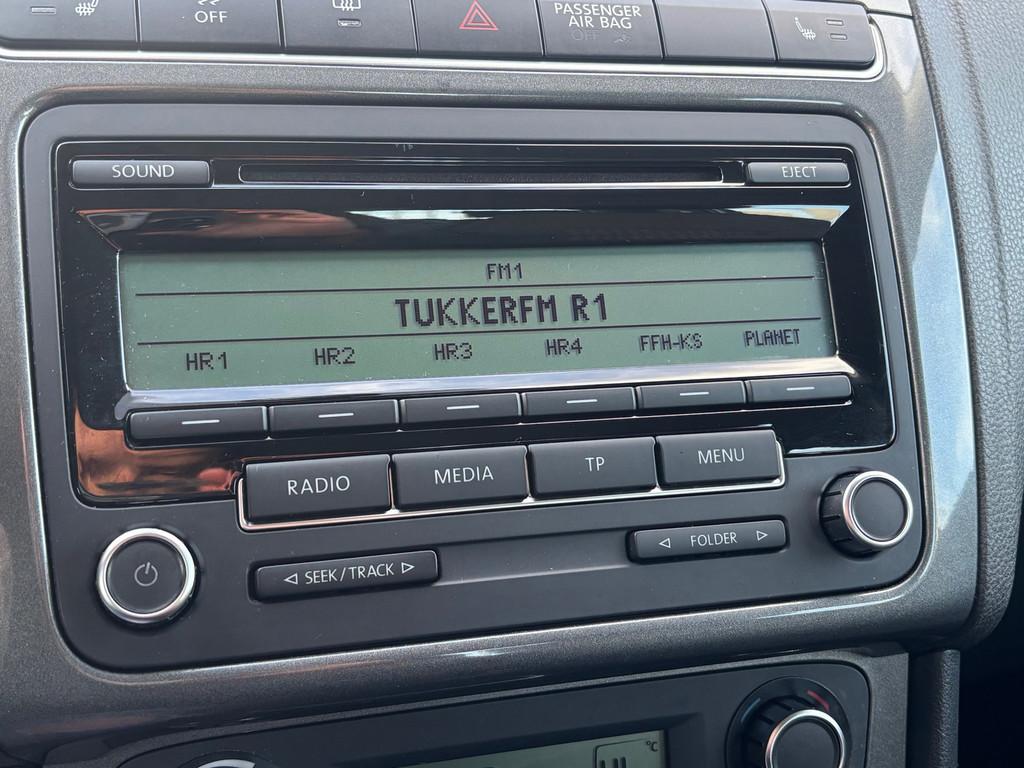 OFF
PASSENGER
AIR BAG
OFF
SOUND
EJECT
FM1
TUKKERFM R1
HR1 HR2 HR3 HR4 FFH-KS PLANET
RADIO MEDIA TP MENU
SEEK/TRACK
FOLDER
°C